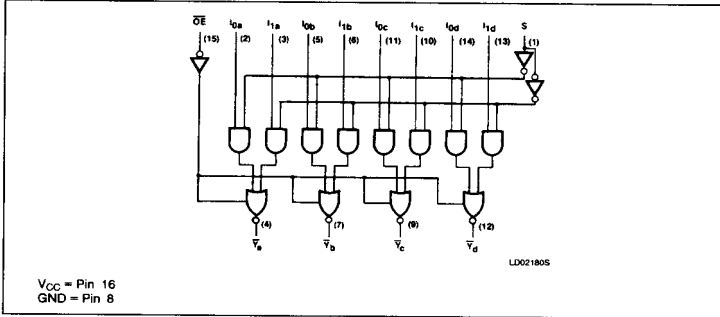 OE I0a I1a I0b I1b I0c I1c I0d I1d S
(15) (2) (3) (5) (6) (11) (10) (14) (13) (1)
(4) (7) (9) (12)
Ya Yb Yc Yd
LD02180S
VCC = Pin 16
GND = Pin 8